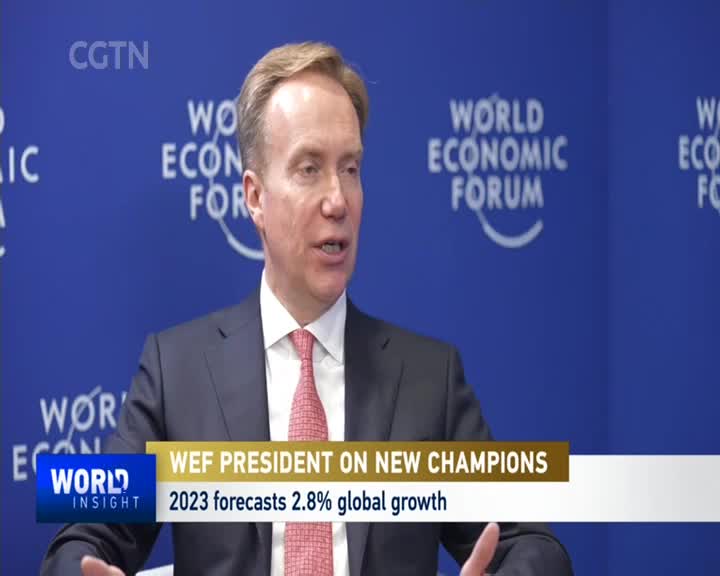 CGTN
WORLD
ECONOMIC
FORUM
WORLD
ECONOMIC
FORUM
WEF PRESIDENT ON NEW CHAMPIONS
WORLD
INSIGHT
2023 forecasts 2.8% global growth